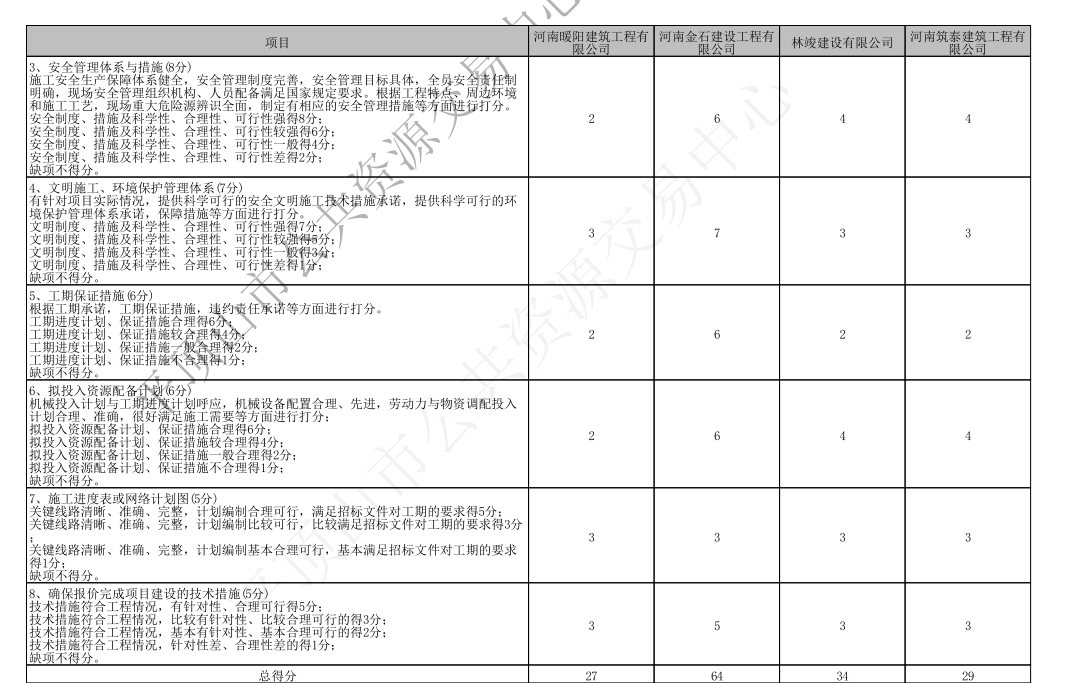 项目 河南暖阳建筑工程有限公司 河南金石建设工程有限公司 林竣建设有限公司 河南筑泰建筑工程有限公司
3、安全管理体系与措施(8分)
施工安全生产保障体系健全，安全管理制度完善，安全管理目标具体，全员安全责任制
明确，现场安全管理组织机构、人员配备满足国家规定要求。根据工程特点、周边环境
和施工工艺，现场重大危险源辨识全面，制定有相应的安全管理措施等方面进行打分。
安全制度、措施及科学性、合理性、可行性强得8分；
安全制度、措施及科学性、合理性、可行性较强得6分；
安全制度、措施及科学性、合理性、可行性一般得4分；
安全制度、措施及科学性、合理性、可行性差得2分；
缺项不得分。
2 6 4 4
4、文明施工、环境保护管理体系(7分)
有针对项目实际情况，提供科学可行的安全文明施工技术措施承诺，提供科学可行的环
境保护管理体系承诺，保障措施等方面进行打分。
文明制度、措施及科学性、合理性、可行性强得7分；
文明制度、措施及科学性、合理性、可行性较强得5分；
文明制度、措施及科学性、合理性、可行性一般得3分；
文明制度、措施及科学性、合理性、可行性差得1分；
缺项不得分。
3 7 3 3
5、工期保证措施(6分)
根据工期承诺，工期保证措施，违约责任承诺等方面进行打分。
工期进度计划、保证措施合理得6分；
工期进度计划、保证措施较合理得4分；
工期进度计划、保证措施一般合理得2分；
工期进度计划、保证措施不合理得1分；
缺项不得分。
2 6 2 2
6、拟投入资源配备计划(6分)
机械投入计划与工期进度计划呼应，机械设备配置合理、先进，劳动力与物资调配投入
计划合理、准确，很好满足施工需要等方面进行打分；
拟投入资源配备计划、保证措施合理得6分；
拟投入资源配备计划、保证措施较合理得4分；
拟投入资源配备计划、保证措施一般合理得2分；
拟投入资源配备计划、保证措施不合理得1分；
缺项不得分。
2 6 4 4
7、施工进度表或网络计划图(5分)
关键线路清晰、准确、完整，计划编制合理可行，满足招标文件对工期的要求得5分；
关键线路清晰、准确、完整，计划编制比较可行，比较满足招标文件对工期的要求得3分
；
关键线路清晰、准确、完整，计划编制基本合理可行，基本满足招标文件对工期的要求
得1分；
缺项不得分。
3 3 3 3
8、确保报价完成项目建设的技术措施(5分)
技术措施符合工程情况，有针对性、合理可行得5分；
技术措施符合工程情况，比较有针对性、比较合理可行的得3分；
技术措施符合工程情况，基本有针对性、基本合理可行的得2分；
技术措施符合工程情况，针对性差、合理性差的得1分；
缺项不得分。
3 5 3 3
总得分 27 64 34 29
平顶山市公共资源交易中心
平顶山市公共资源交易中心